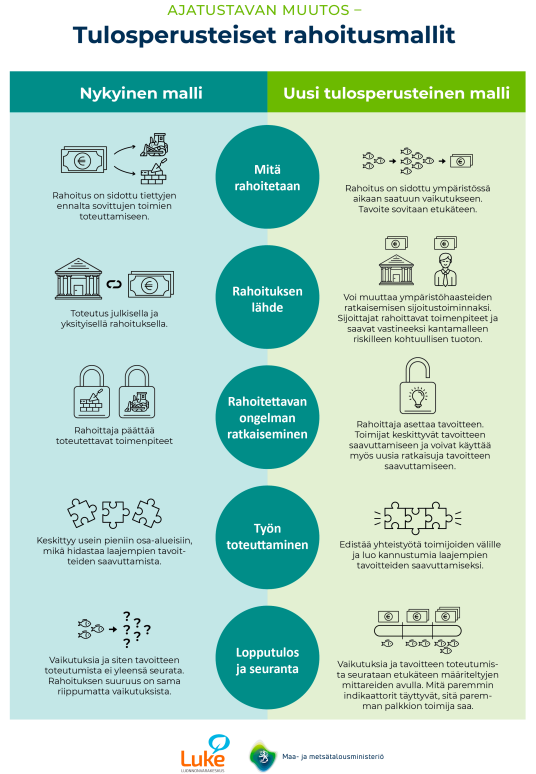 AJATUSTAVAN MUUTOS –
Tulosperusteiset rahoitusmallit
Nykyinen malli
Uusi tulosperusteinen malli
Mitä
rahoitetaan
Rahoitus on sidottu tiettyjen
ennalta sovittujen toimien
toteuttamiseen.
Rahoitus on sidottu ympäristössä
aikaan saatuun vaikutukseen.
Tavoite sovitaan etukäteen.
Rahoituksen
lähde
Toteutus julkisella ja
yksityisellä rahoituksella.
Voi muuttaa ympäristöhaasteiden
ratkaisemisen sijoitustoiminnaksi.
Sijoittajat rahoittavat toimenpiteet ja
saavat vastineeksi kantamalleen
riskilleen kohtuullisen tuoton.
Rahoitettavan
ongelman
ratkaiseminen
Rahoittaja päättää
toteutettavat toimenpiteet
Rahoittaja asettaa tavoitteen.
Toimijat keskittyvät tavoitteen
saavuttamiseen ja voivat käyttää
myös uusia ratkaisuja tavoitteen
saavuttamiseen.
Työn
toteuttaminen
Keskittyy usein pieniin osa-alueisiin,
mikä hidastaa laajempien tavoit-
teiden saavuttamista.
Edistää yhteistyötä toimijoiden välille
ja luo kannustumia laajempien
tavoitteiden saavuttamiseksi.
? ? ? ? ? ? ?
Lopputulos
ja seuranta
Vaikutuksia ja siten tavoitteen
toteutumista ei yleensä seurata.
Rahoituksen suuruus on sama
riippumatta vaikutuksista.
Vaikutuksia ja tavoitteen toteutumis-
ta seurataan etukäteen määriteltyjen
mittareiden avulla. Mitä paremmin
indikaattorit täyttyvät, sitä parem-
man palkkion toimija saa.
Luke
LUONNONVARAKESKUS
Maa- ja metsätalousministeriö